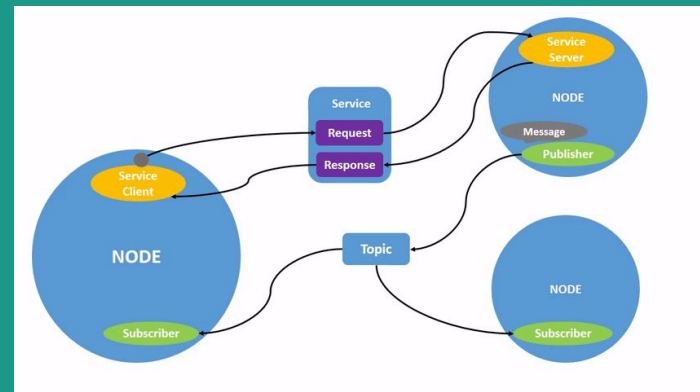 Service
Server
NODE
Message
Publisher
Service
Request
Response
Service
Client
NODE
Subscriber
Topic
NODE
Subscriber